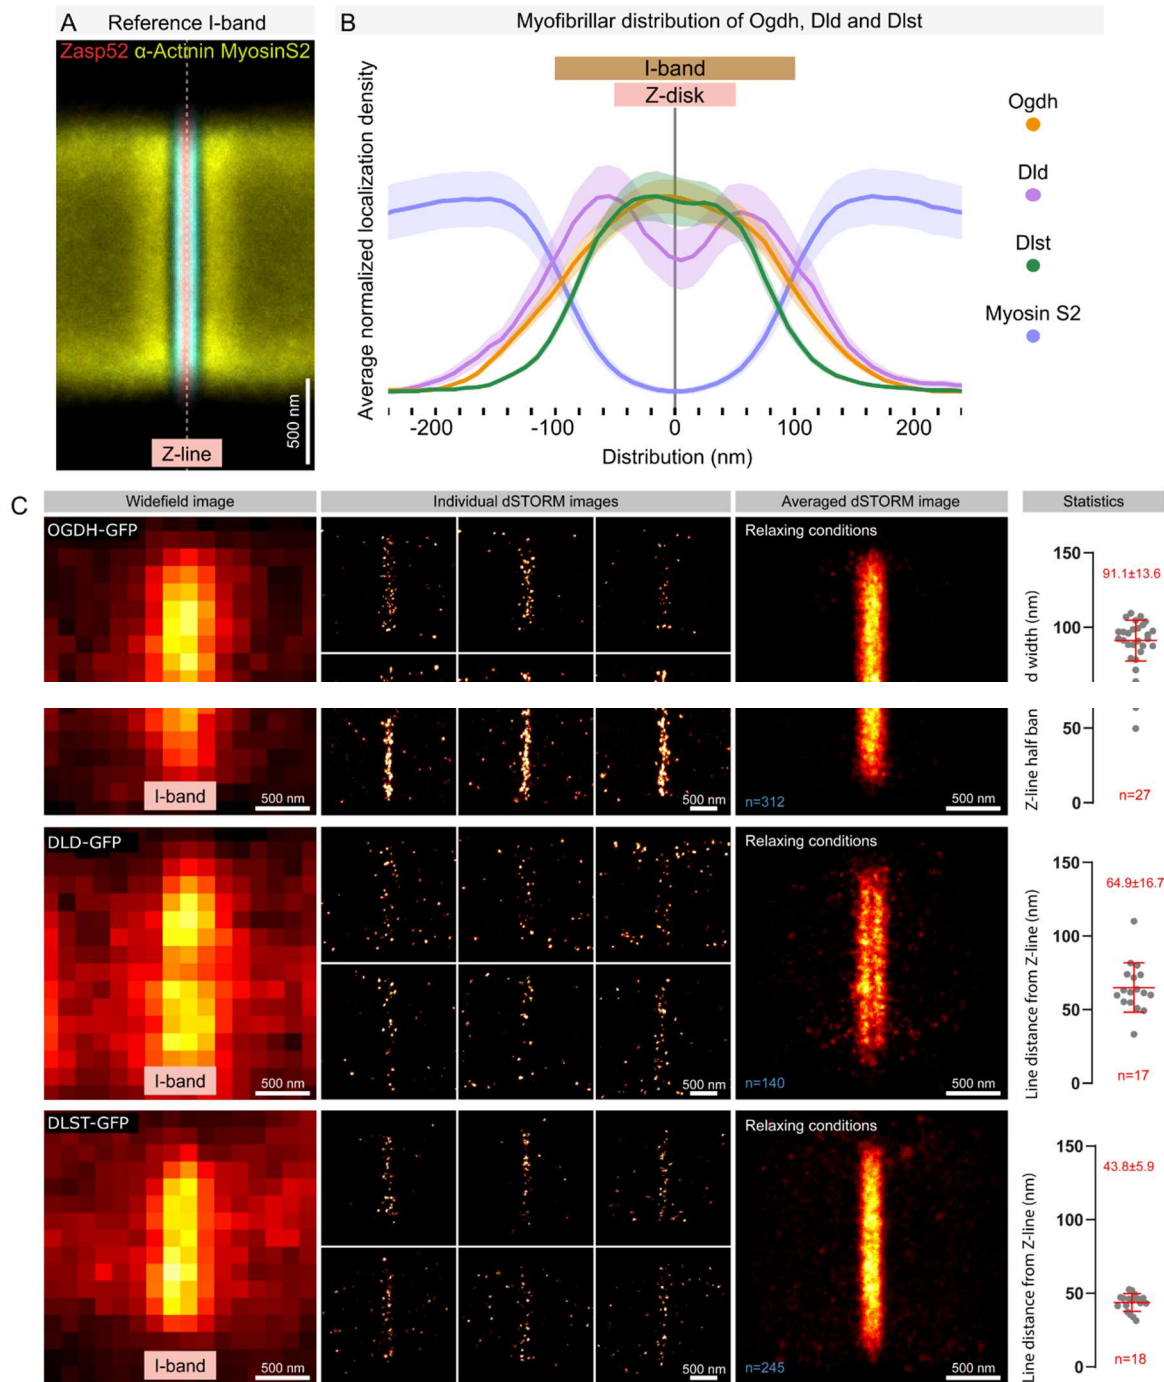 A
Reference I-band
Zasp52 α-Actinin MyosinS2
500 nm
Z-line
B
Myofibrillar distribution of Ogdh, Dld and Dlst
Average normalized localization density
I-band
Z-disk
Ogdh
Dld
Dlst
Myosin S2
-200 -100 0 100 200
Distribution (nm)
C
Widefield image
Individual dSTORM images
Averaged dSTORM image
Statistics
OGDH-GFP
I-band
500 nm
500 nm
Relaxing conditions
n=312
500 nm
Z-line half ban
d width (nm)
150
100
50
0
91.1±13.6
n=27
DLD-GFP
I-band
500 nm
500 nm
Relaxing conditions
n=140
500 nm
Line distance from Z-line (nm)
150
100
50
0
64.9±16.7
n=17
DLST-GFP
I-band
500 nm
500 nm
Relaxing conditions
n=245
500 nm
Line distance from Z-line (nm)
150
100
50
0
43.8±5.9
n=18